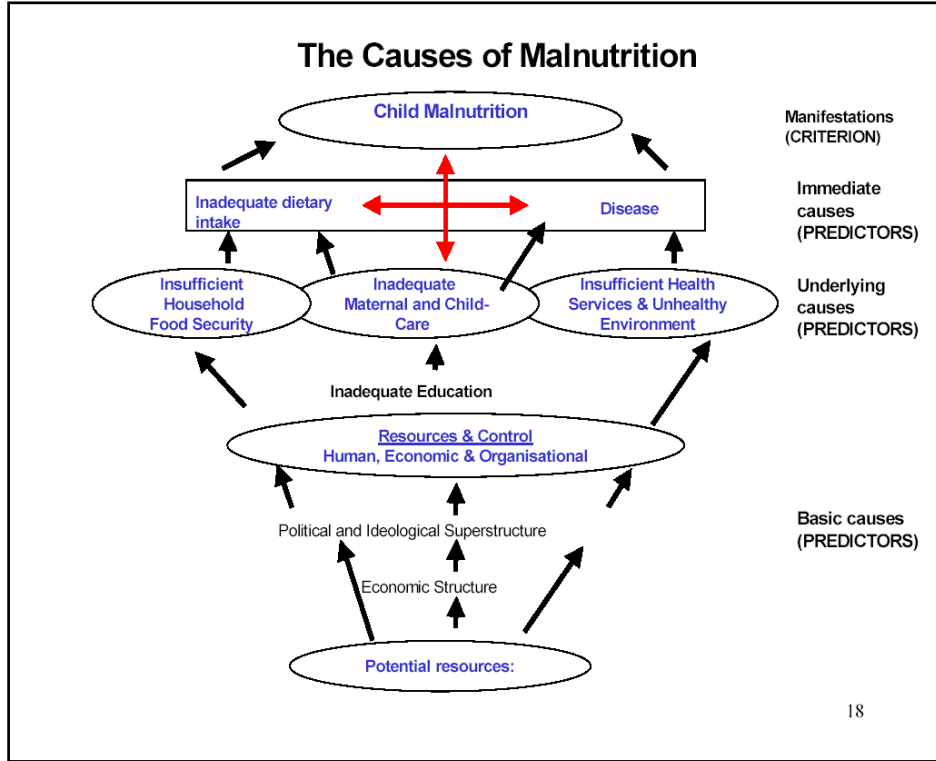 The Causes of Malnutrition
Child Malnutrition
Manifestations
(CRITERION)
Inadequate dietary
intake
Disease
Immediate
causes
(PREDICTORS)
Insufficient
Household
Food Security
Inadequate
Maternal and Child-
Care
Insufficient Health
Services & Unhealthy
Environment
Underlying
causes
(PREDICTORS)
Inadequate Education
Resources & Control
Human, Economic & Organisational
Political and Ideological Superstructure
Basic causes
(PREDICTORS)
Economic Structure
Potential resources:
18